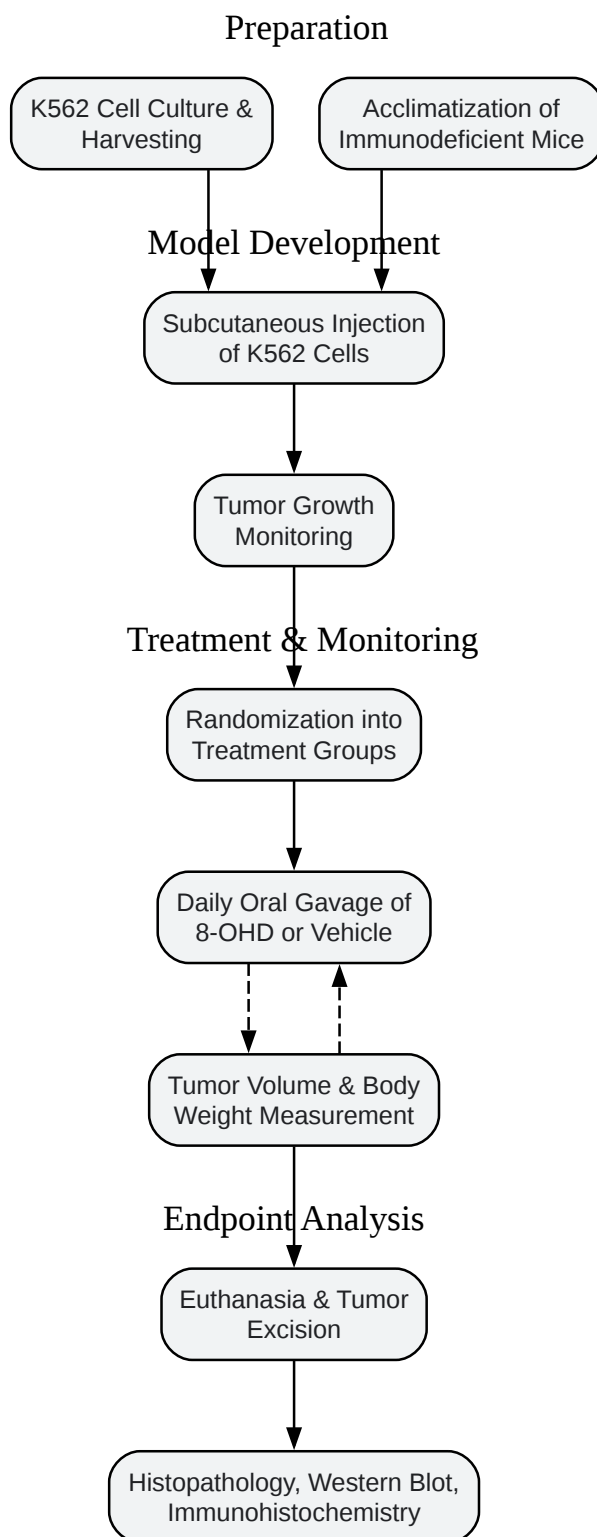 Preparation
K562 Cell Culture &
Harvesting
Acclimatization of
Immunodeficient Mice
Model Development
Subcutaneous Injection
of K562 Cells
Tumor Growth
Monitoring
Treatment & Monitoring
Randomization into
Treatment Groups
Daily Oral Gavage of
8-OHD or Vehicle
Tumor Volume & Body
Weight Measurement
Endpoint Analysis
Euthanasia & Tumor
Excision
Histopathology, Western Blot,
Immunohistochemistry